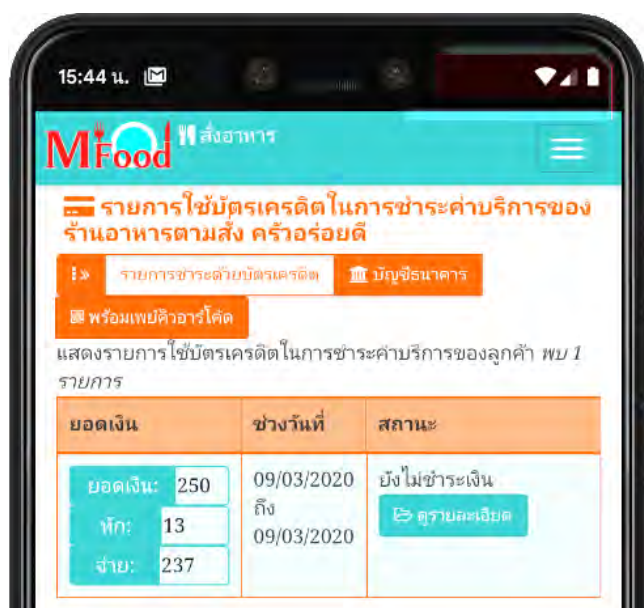 15:44 น.
MFood สั่งอาหาร
รายการใช้บัตรเครดิตในการชำระค่าบริการของ
ร้านอาหารตามสั่ง ครัวอร่อยดี
รายการชำระด้วยบัตรเครดิต บัญชีธนาคาร
พร้อมเพย์คิวอาร์โค้ด
แสดงรายการใช้บัตรเครดิตในการชำระค่าบริการของลูกค้า พบ 1
รายการ
ยอดเงิน ช่วงวันที่ สถานะ
ยอดเงิน: 250 09/03/2020 ยังไม่ชำระเงิน
หัก: 13 ถึง ดูรายละเอียด
จ่าย: 237 09/03/2020